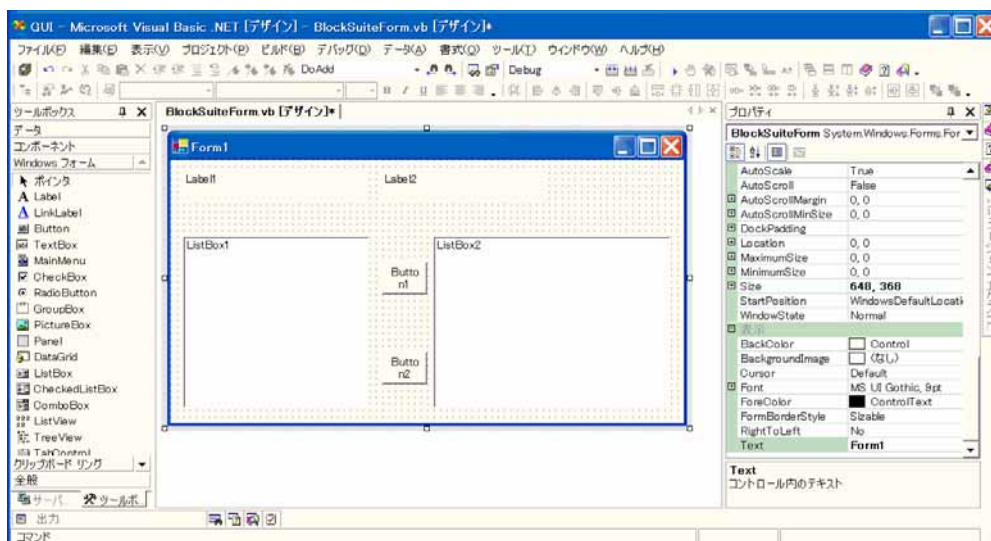 GUI - Microsoft Visual Basic .NET [デザイン] - BlockSuiteForm.vb [デザイン]*
ファイル(F) 編集(E) 表示(V) プロジェクト(P) ビルド(B) デバッグ(D) データ(A) 書式(O) ツール(T) ウィンドウ(W) ヘルプ(H)
DoAdd Debug
ツールボックス
データ
コンポーネント
Windows フォーム
ポインタ
Label
LinkLabel
Button
TextBox
MainMenu
CheckBox
RadioButton
GroupBox
PictureBox
Panel
DataGrid
ListBox
CheckedListBox
ComboBox
ListView
TreeView
TabControl
クリップボード リング
全般
サーバ... ツールボ...
BlockSuiteForm.vb [デザイン]*
Form1
Label1 Label2
ListBox1 ListBox2
Butto
n1
Butto
n2
プロパティ
BlockSuiteForm System.Windows.Forms.For
AutoScale True
AutoScroll False
AutoScrollMargin 0, 0
AutoScrollMinSize 0, 0
DockPadding
Location 0, 0
MaximumSize 0, 0
MinimumSize 0, 0
Size 648, 368
StartPosition WindowsDefaultLocati
WindowState Normal
表示
BackColor Control
BackgroundImage (なし)
Cursor Default
Font MS UI Gothic, 9pt
ForeColor ControlText
FormBorderStyle Sizable
RightToLeft No
Text Form1
Text
コントロール内のテキスト
出力
コマンド